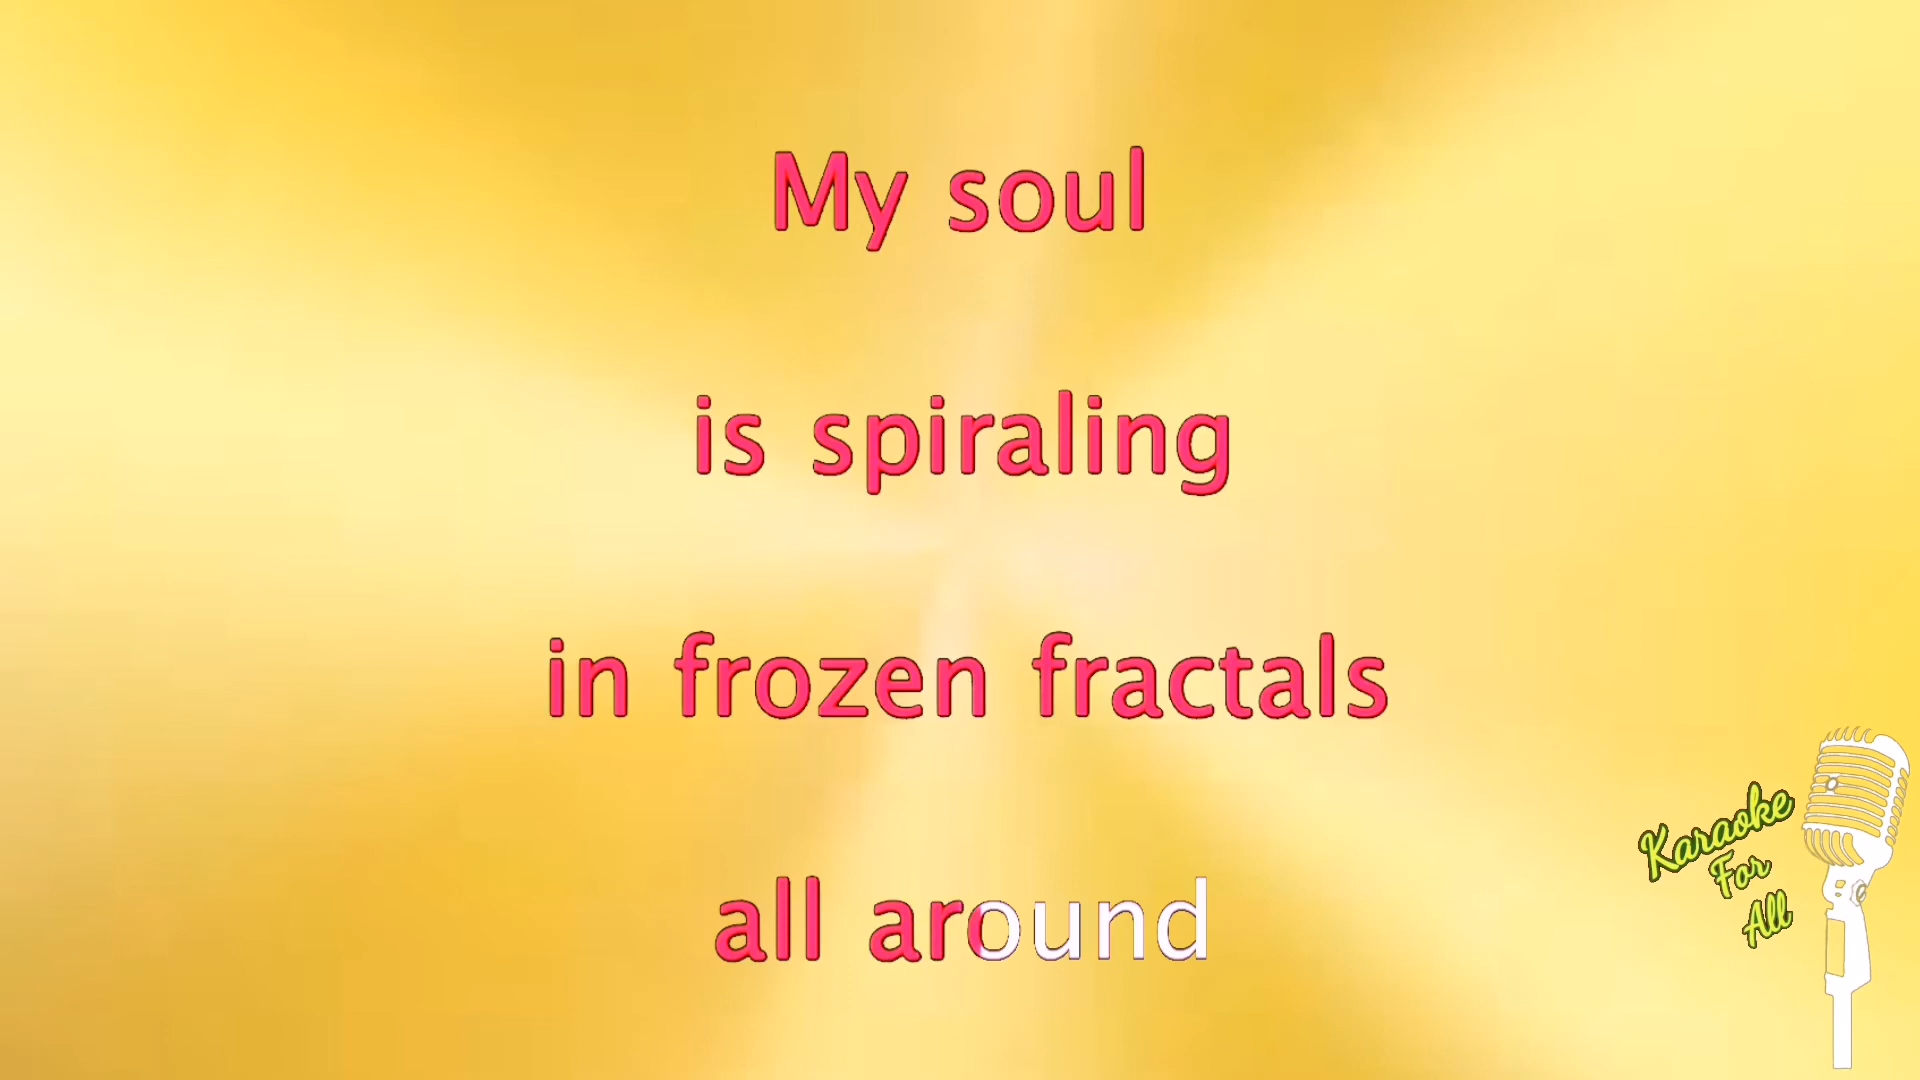 My soul
is spiraling
in frozen fractals
all around
Karaoke
For
All